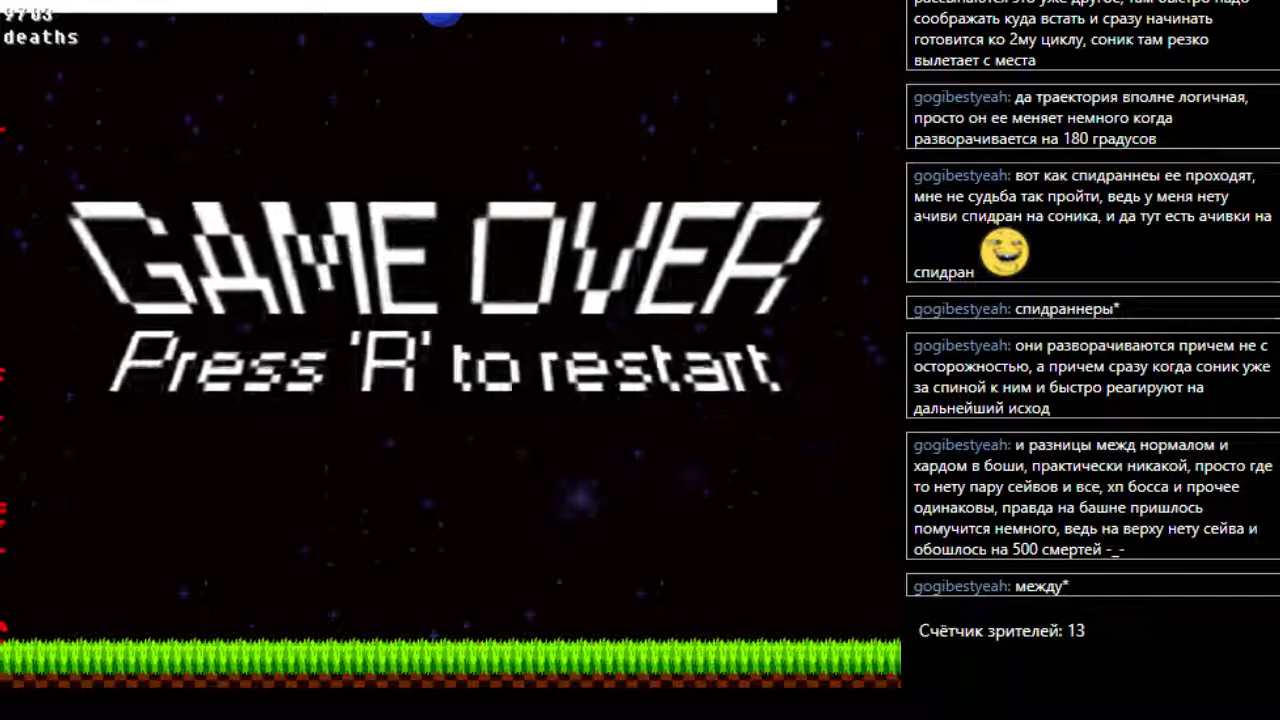 9703
deaths
GAME OVER
Press 'R' to restart
соображать куда встать и сразу начинать
готовится ко 2му циклу, соник там резко
вылетает с места
gogibestyeah: да траектория вполне логичная,
просто он ее меняет немного когда
разворачивается на 180 градусов
gogibestyeah: вот как спидраннеы ее проходят,
мне не судьба так пройти, ведь у меня нету
ачиви спидран на соника, и да тут есть ачивки на
спидран
gogibestyeah: спидраннеры*
gogibestyeah: они разворачиваются причем не с
осторожностью, а причем сразу когда соник уже
за спиной к ним и быстро реагируют на
дальнейший исход
gogibestyeah: и разницы межд нормалом и
хардом в боши, практически никакой, просто где
то нету пару сейвов и все, хп босса и прочее
одинаковы, правда на башне пришлось
помучится немного, ведь на верху нету сейва и
обошлось на 500 смертей -_-
gogibestyeah: между*
Счётчик зрителей: 13